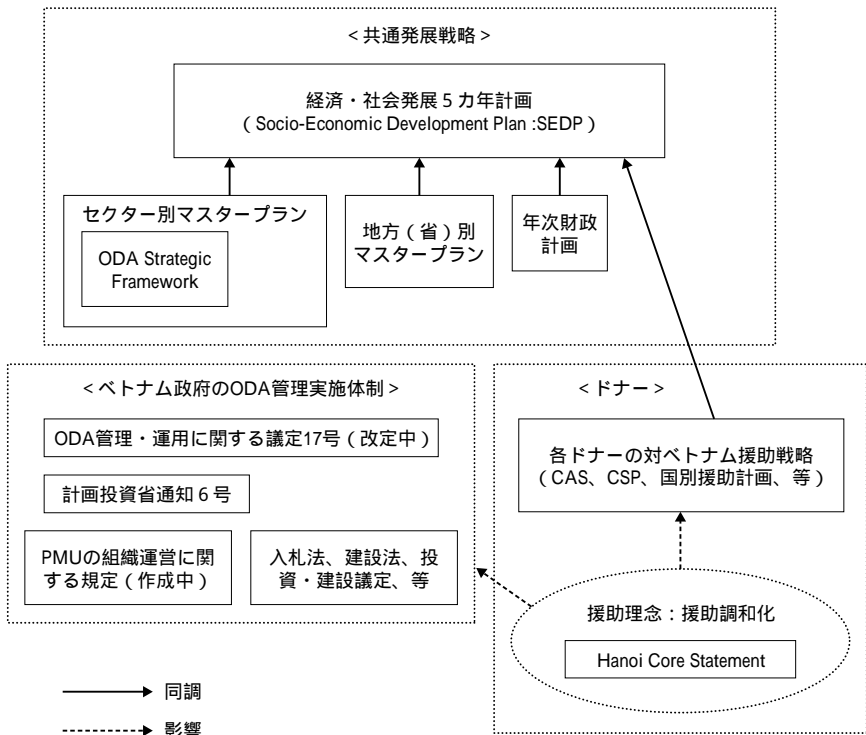 ＜共通発展戦略＞
経済・社会発展５カ年計画
（Socio-Economic Development Plan :SEDP）
セクター別マスタープラン
ODA Strategic
Framework
地方（省）別
マスタープラン
年次財政
計画
＜ベトナム政府のODA管理実施体制＞
ODA管理・運用に関する議定17号（改定中）
計画投資省通知６号
PMUの組織運営に関
する規定（作成中）
入札法、建設法、投
資・建設議定、等
＜ドナー＞
各ドナーの対ベトナム援助戦略
（CAS、CSP、国別援助計画、等）
援助理念：援助調和化
Hanoi Core Statement
同調
影響